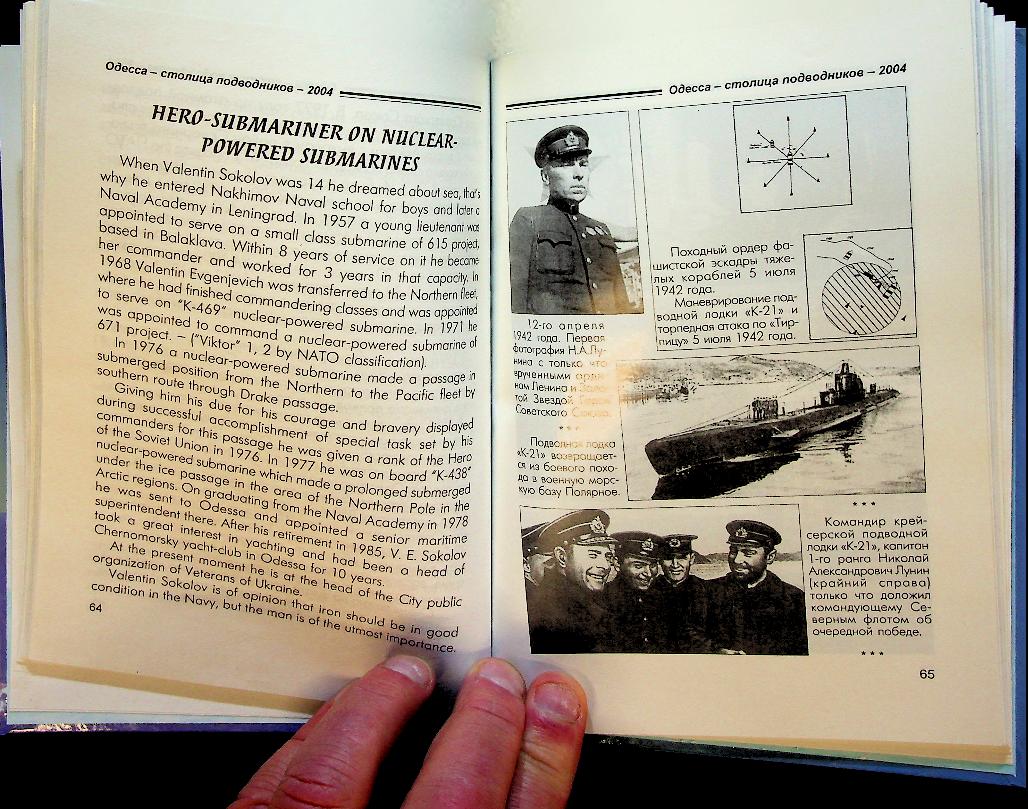 Одесса – столица подводников – 2004
HERO-SUBMARINER ON NUCLEAR-
POWERED SUBMARINES
When Valentin Sokolov was 14 he dreamed about sea, that's
why he entered Nakhimov Naval school for boys and later a
Naval Academy in Leningrad. In 1957 a young lieutenant was
appointed to serve on a small class submarine of 615 project,
based in Balaklava. Within 8 years of service on it he became
her commander and worked for 3 years in that capacity. In
1968 Valentin Evgenjevich was transferred to the Northern fleet,
where he had finished commandering classes and was appointed
to serve on "K-469" nuclear-powered submarine. In 1971 he
was appointed to command a nuclear-powered submarine of
671 project. – ("Viktor" 1, 2 by NATO classification).
In 1976 a nuclear-powered submarine made a passage in
submerged position from the Northern to the Pacific fleet by
southern route through Drake passage.
Giving him his due for his courage and bravery displayed
during successful accomplishment of special task set by his
commanders for this passage he was given a rank of the Hero
of the Soviet Union in 1976. In 1977 he was on board "K-438"
nuclear-powered submarine which made a prolonged submerged
under the ice passage in the area of the Northern Pole in the
Arctic regions. On graduating from the Naval Academy in 1978
he was sent to Odessa and appointed a senior maritime
superintendent there. After his retirement in 1985, V. E. Sokolov
took a great interest in yachting and had been a head of
Chernomorsky yacht-club in Odessa for 10 years.
At the present moment he is at the head of the City public
organization of Veterans of Ukraine.
Valentin Sokolov is of opinion that iron should be in good
condition in the Navy, but the man is of the utmost importance.
64
Одесса – столица подводников – 2004
Походный ордер фа-
шистской эскадры тяже-
лых кораблей 5 июля
1942 года.
Маневрирование под-
водной лодки «К-21» и
торпедная атака по «Тир-
пицу» 5 июля 1942 года.
12-го апреля
1942 года. Первая
фотография Н.А.Лу-
нина с только что
врученными орде-
ном Ленина и Золо-
той Звездой Героя
Советского Союза.
* * *
Подводная лодка
«К-21» возвращает-
ся из боевого похо-
да в военную морс-
кую базу Полярное.
* * *
Командир крей-
серской подводной
лодки «К-21», капитан
1-го ранга Николай
Александрович Лунин
(крайний справа)
только что доложил
командующему Се-
верным флотом об
очередной победе.
* * *
65